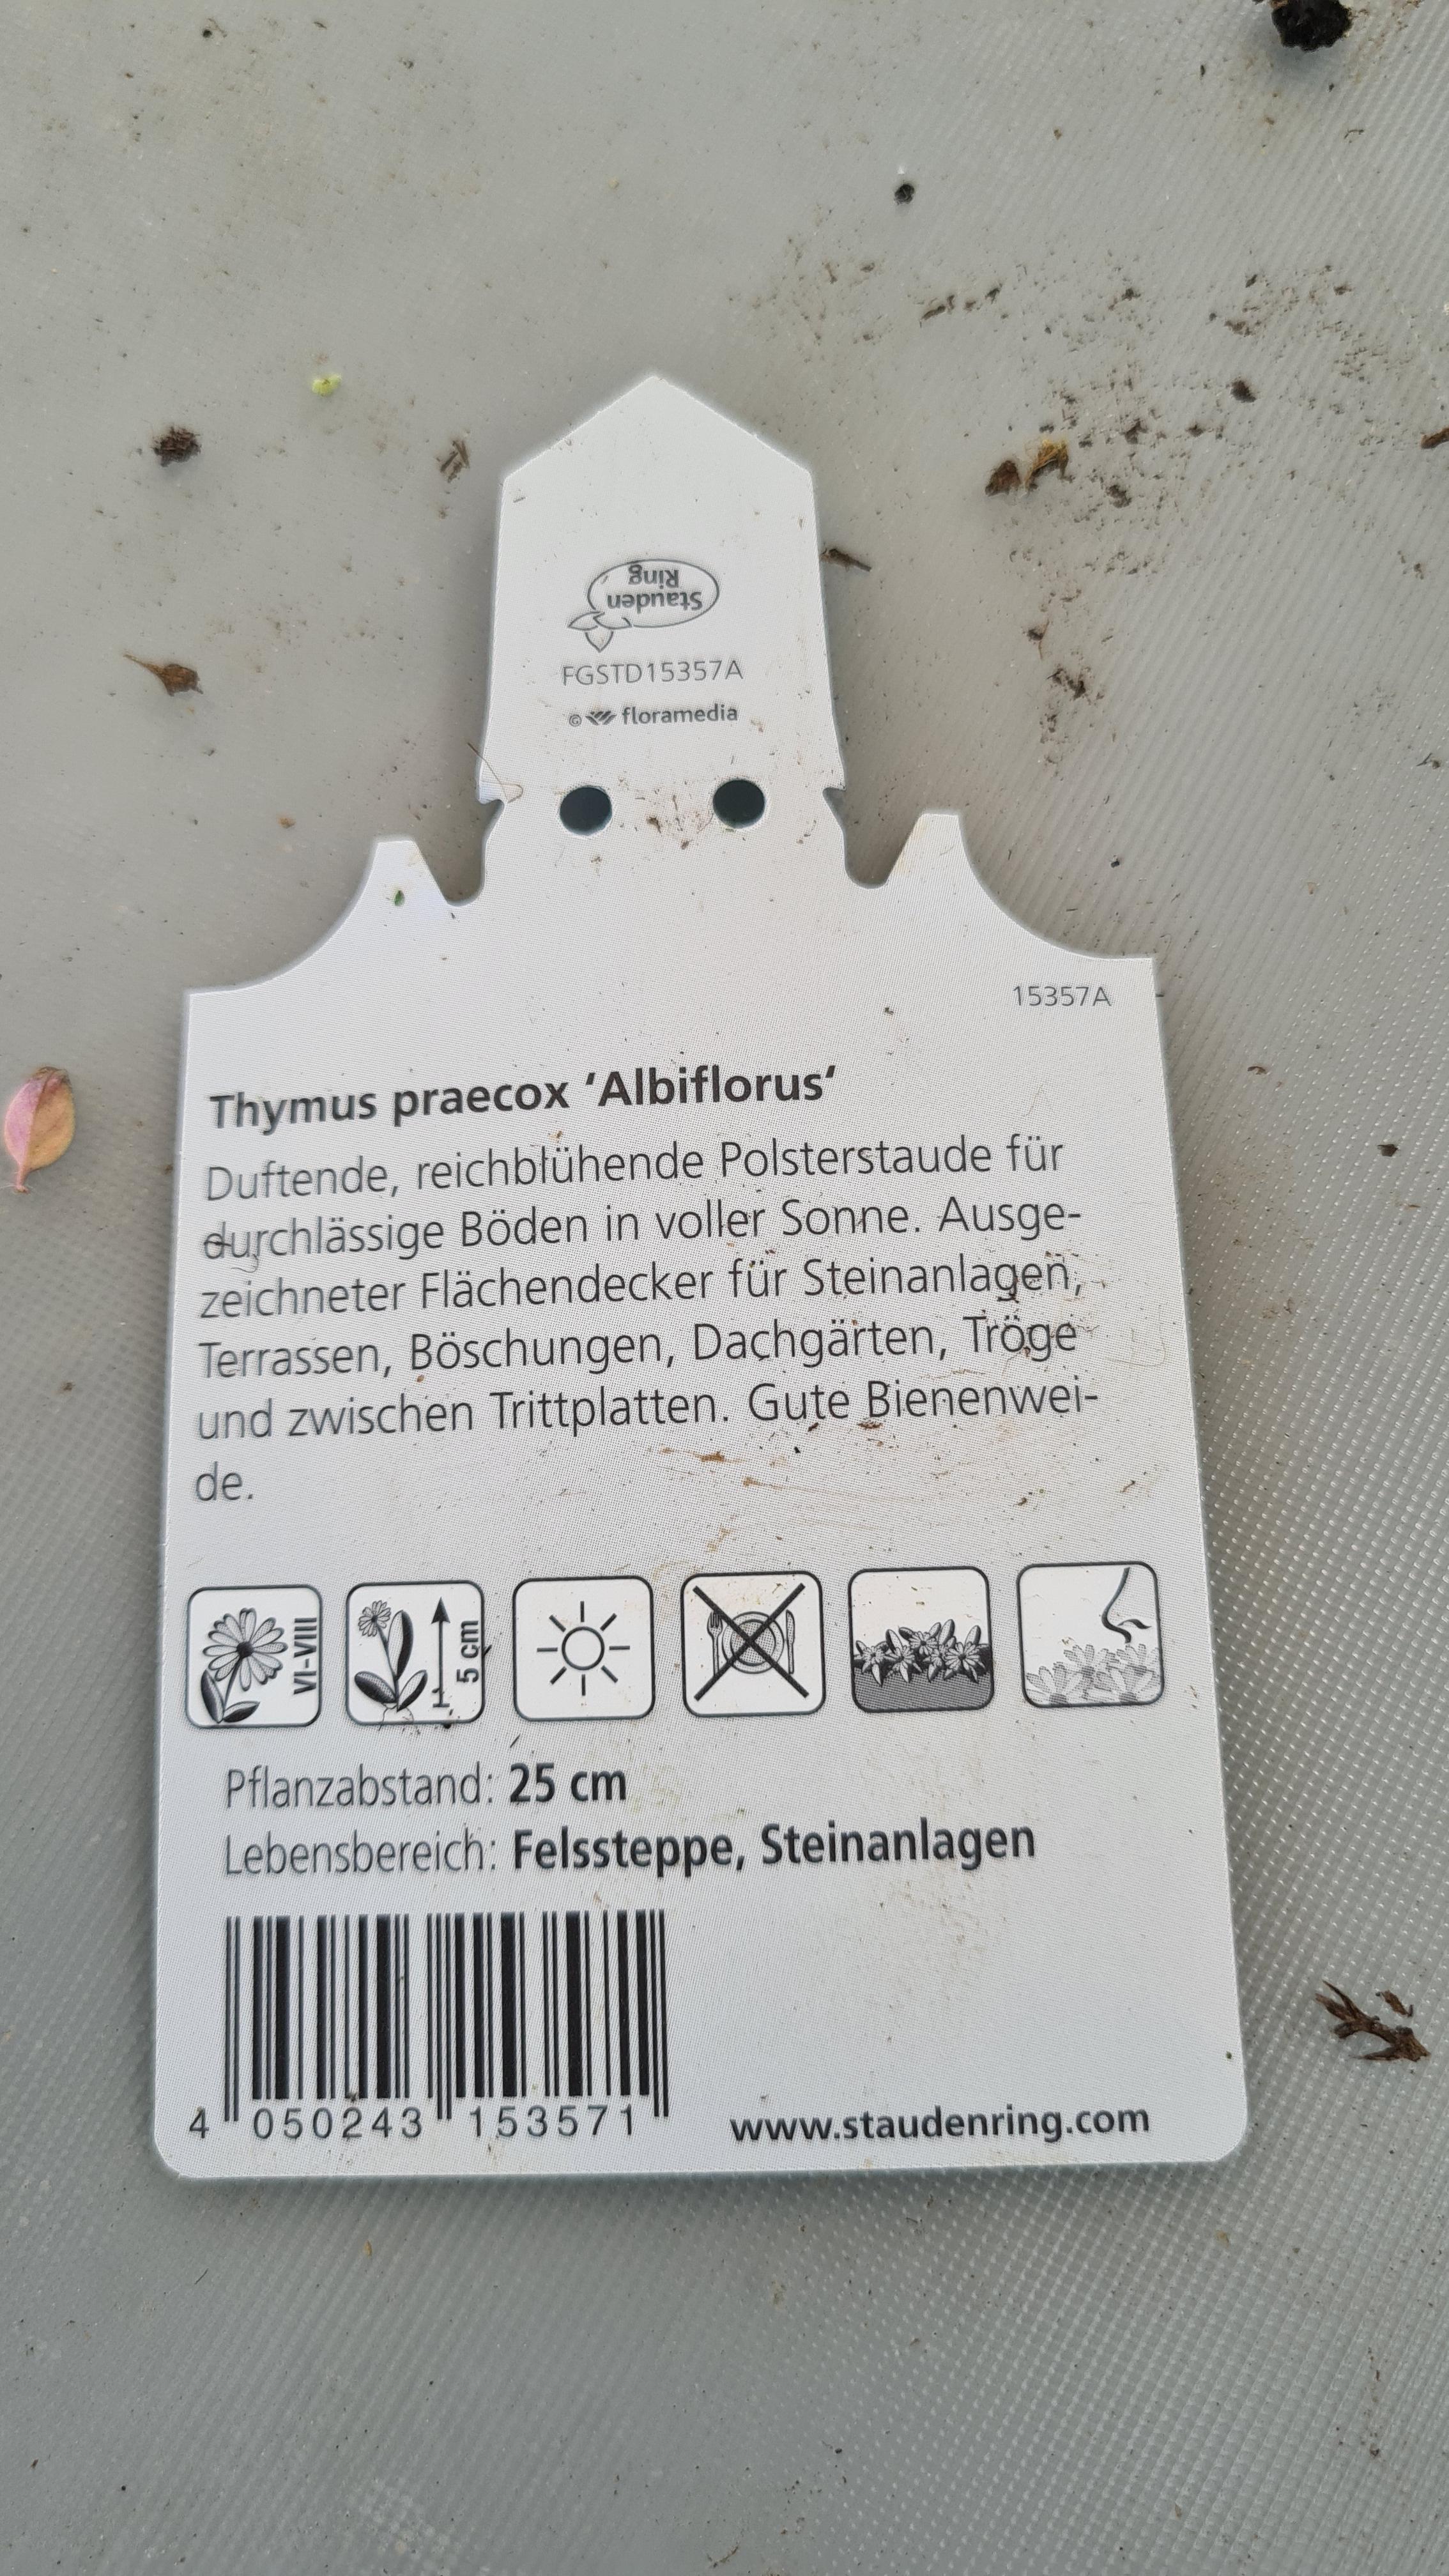 Stauden
Ring
FGSTD15357A
© floramedia
15357A
Thymus praecox ‘Albiflorus‘
Duftende, reichblühende Polsterstaude für
durchlässige Böden in voller Sonne. Ausge-
zeichneter Flächendecker für Steinanlagen,
Terrassen, Böschungen, Dachgärten, Tröge
und zwischen Trittplatten. Gute Bienenwei-
de.
VI-VIII
5 cm
Pflanzabstand: 25 cm
Lebensbereich: Felssteppe, Steinanlagen
4 050243 153571
www.staudenring.com